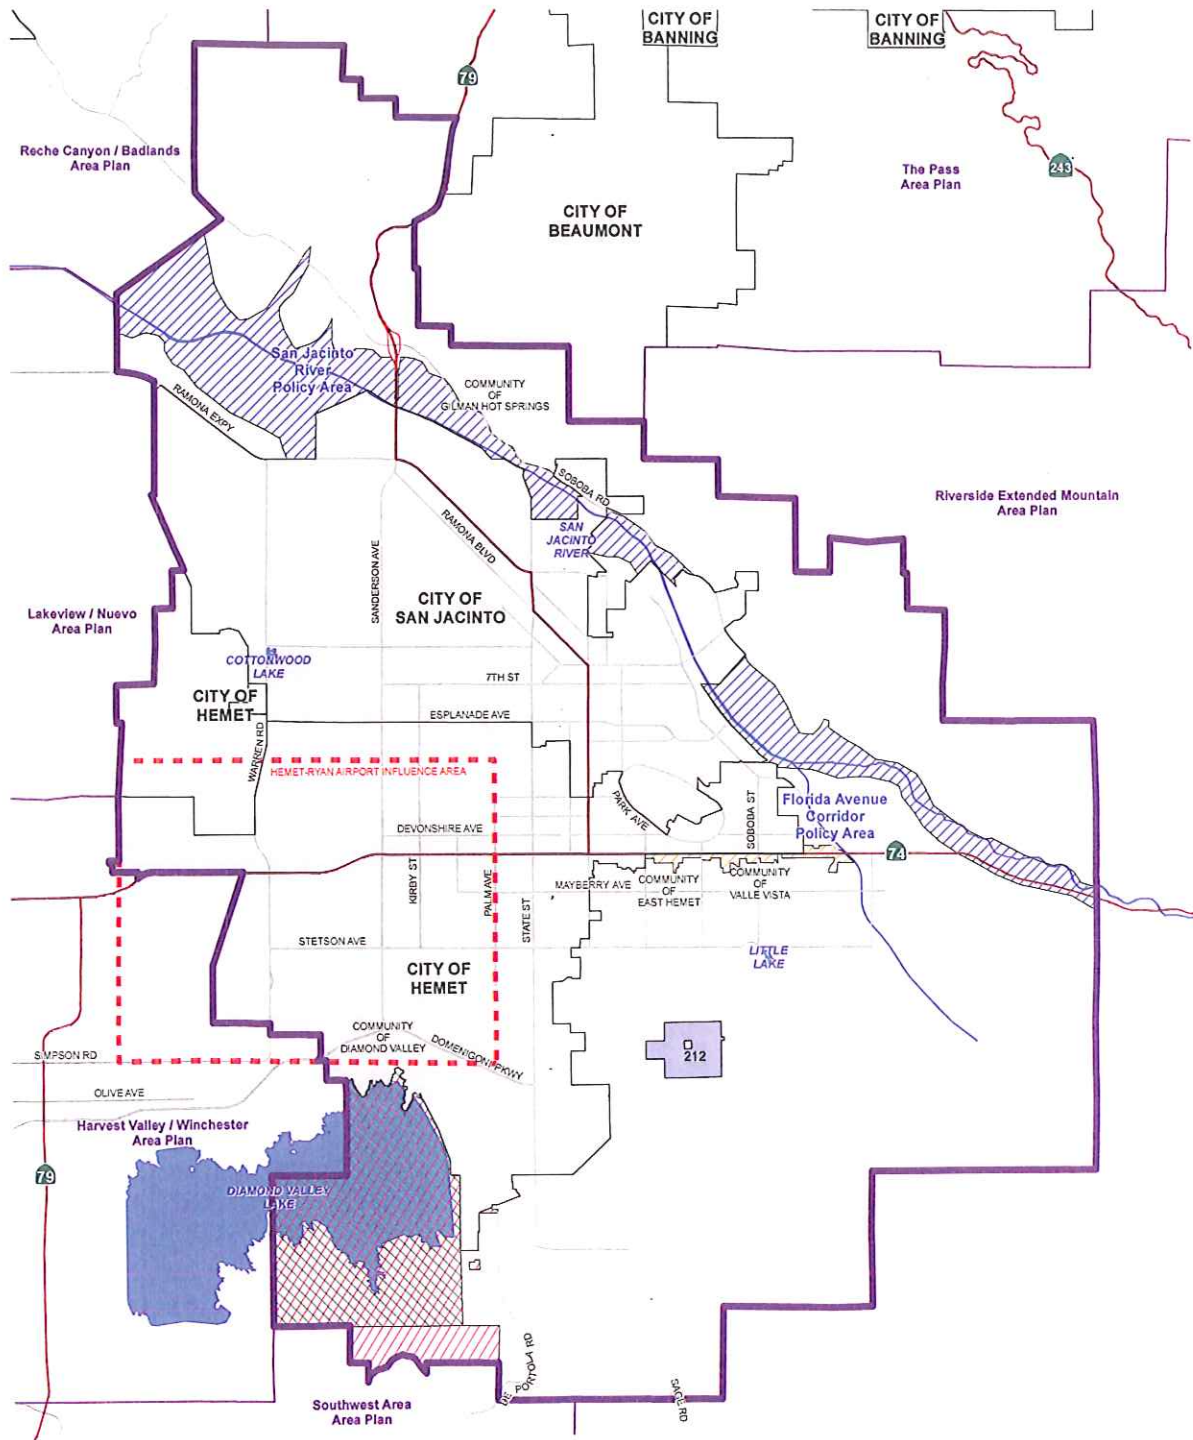 CITY OF
BANNING
CITY OF
BANNING
79
Reche Canyon / Badlands
Area Plan
The Pass
Area Plan
243
CITY OF
BEAUMONT
San Jacinto
River
Policy Area
RAMONA EXPY
COMMUNITY
OF
GILMAN HOT SPRINGS
SOBOBA RD
Riverside Extended Mountain
Area Plan
RAMONA BLVD
SAN
JACINTO
RIVER
SANDERSON AVE
CITY OF
SAN JACINTO
Lakeview / Nuevo
Area Plan
COTTONWOOD
LAKE
7TH ST
CITY OF
HEMET
ESPLANADE AVE
WARREN RD
HEMET-RYAN AIRPORT INFLUENCE AREA
PARK AVE
SOBOBA ST
Florida Avenue
Corridor
Policy Area
DEVONSHIRE AVE
74
KIRBY ST
PALM AVE
STATE ST
MAYBERRY AVE
COMMUNITY
OF
EAST HEMET
COMMUNITY
OF
VALLE VISTA
STETSON AVE
LITTLE
LAKE
CITY OF
HEMET
COMMUNITY
OF
DIAMOND VALLEY
DOMENIGONI PKWY
212
SIMPSON RD
OLIVE AVE
Harvest Valley / Winchester
Area Plan
79
DIAMOND VALLEY
LAKE
DE PORTOLA RD
SAGE RD
Southwest Area
Area Plan